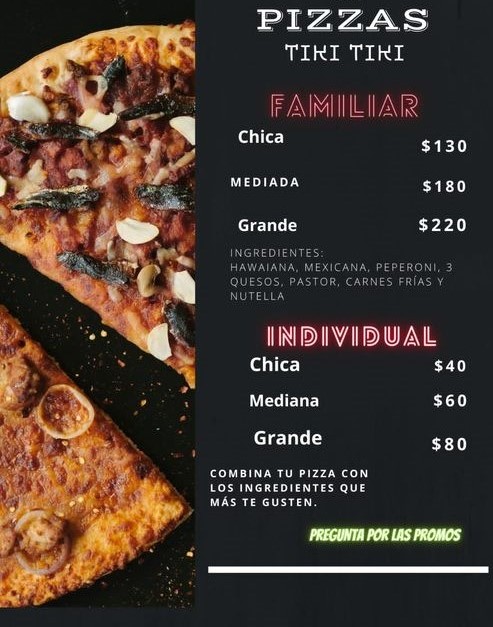 PIZZAS
TIKI TIKI
FAMILIAR
Chica $130
MEDIADA $180
Grande $220
INGREDIENTES:
HAWAIANA, MEXICANA, PEPERONI, 3
QUESOS, PASTOR, CARNES FRÍAS Y
NUTELLA
INDIVIDUAL
Chica $40
Mediana $60
Grande $80
COMBINA TU PIZZA CON
LOS INGREDIENTES QUE
MÁS TE GUSTEN.
PREGUNTA POR LAS PROMOS